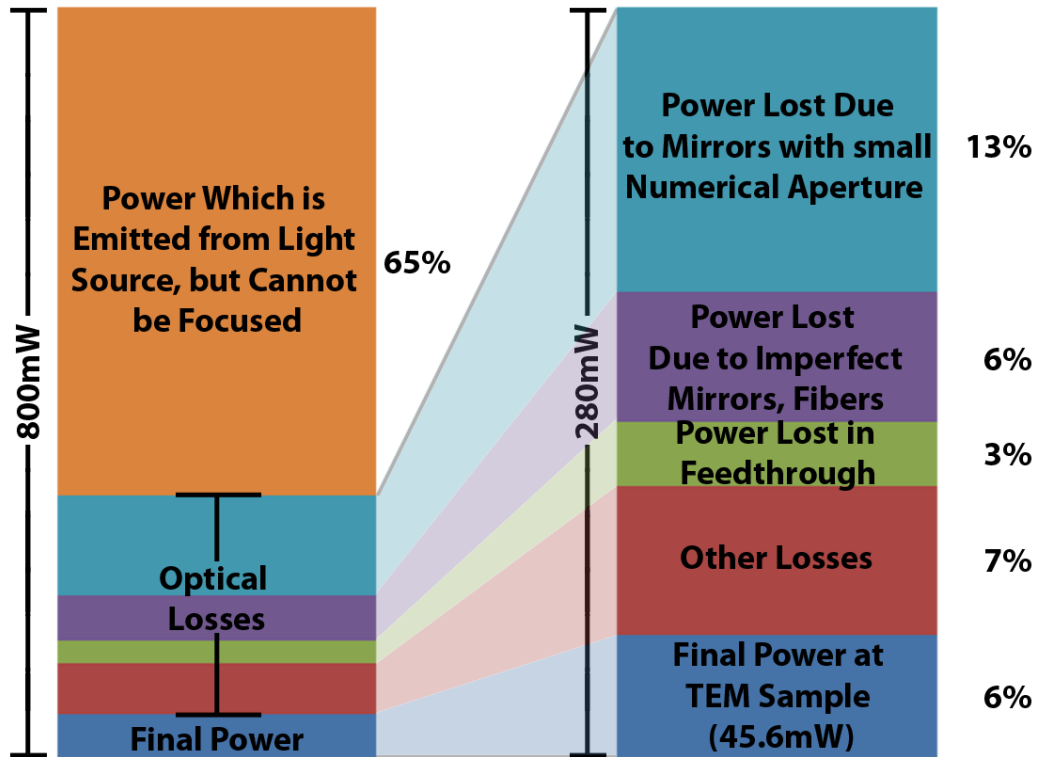 800mW
Power Which is
Emitted from Light
Source, but Cannot
be Focused
65%
Optical
Losses
Final Power
280mW
Power Lost Due
to Mirrors with small
Numerical Aperture
13%
Power Lost
Due to Imperfect
Mirrors, Fibers
6%
Power Lost in
Feedthrough
3%
Other Losses
7%
Final Power at
TEM Sample
(45.6mW)
6%